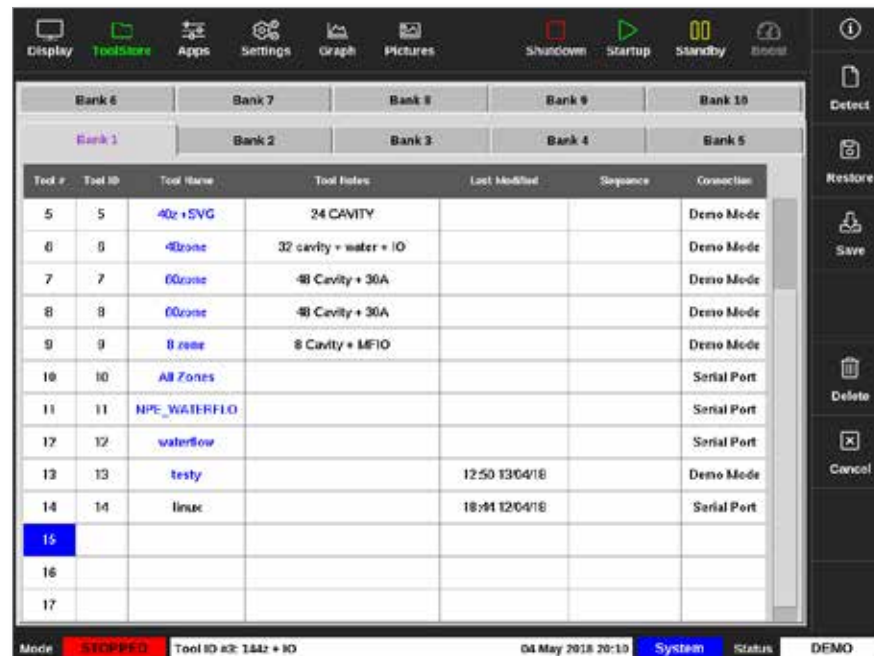 Display ToolStore Apps Settings Graph Pictures Shutdown Startup Standby Boost
Detect
Restore
Save
Delete
Cancel
Bank 6 Bank 7 Bank 8 Bank 9 Bank 10
Bank 1 Bank 2 Bank 3 Bank 4 Bank 5
Tool # Tool ID Tool Name Tool Notes Last Modified Sequence Connection
5 5 40z+SVG 24 CAVITY Demo Mode
6 6 40zone 32 cavity + water + IO Demo Mode
7 7 60zone 48 Cavity + 30A Demo Mode
8 8 60zone 48 Cavity + 30A Demo Mode
9 9 8 zone 8 Cavity + MFIO Demo Mode
10 10 All Zones Serial Port
11 11 NPE_WATERFLO Serial Port
12 12 waterflow Serial Port
13 13 testy 12:50 13/04/18 Demo Mode
14 14 linux 18:44 12/04/18 Serial Port
15
16
17
Mode STOPPED Tool ID #3: 144z + IO 04 May 2018 20:10 System Status DEMO